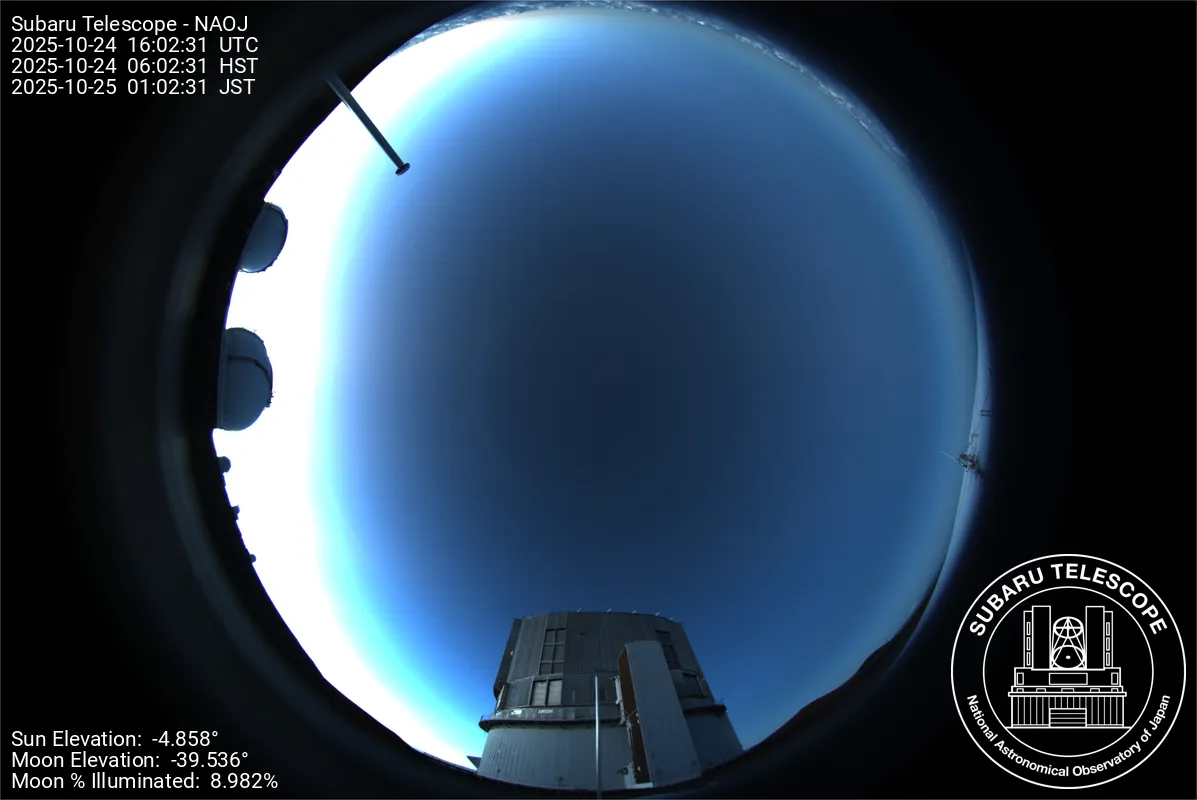 Subaru Telescope - NAOJ
2025-10-24 16:02:31 UTC
2025-10-24 06:02:31 HST
2025-10-25 01:02:31 JST
Sun Elevation: -4.858°
Moon Elevation: -39.536°
Moon % Illuminated: 8.982%
SUBARU TELESCOPE
National Astronomical Observatory of Japan